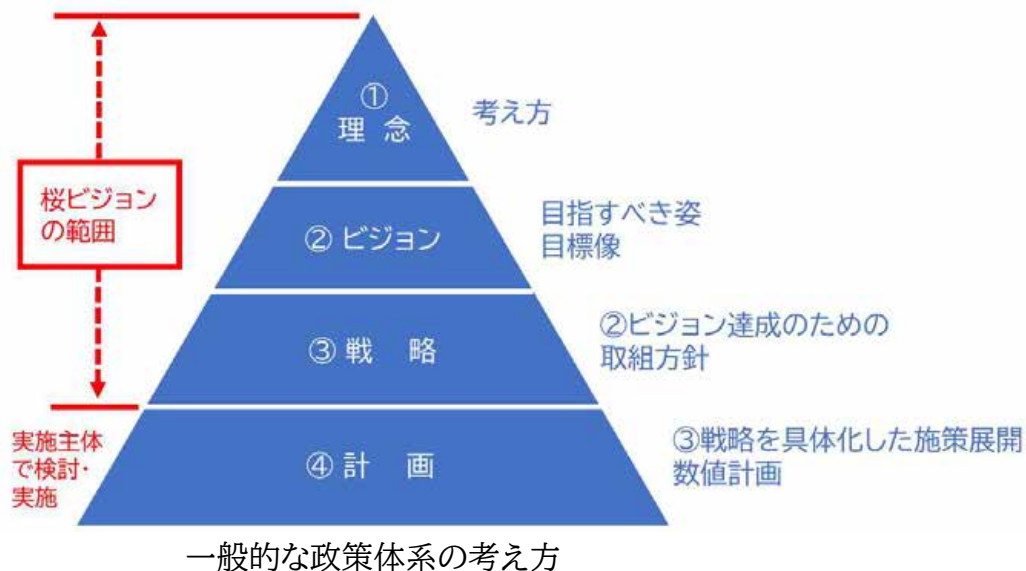 ①
理 念
考え方
桜ビジョン
の範囲
② ビジョン
目指すべき姿
目標像
③ 戦 略
②ビジョン達成のための
取組方針
実施主体
で検討・
実施
④ 計 画
③戦略を具体化した施策展開
数値計画
一般的な政策体系の考え方